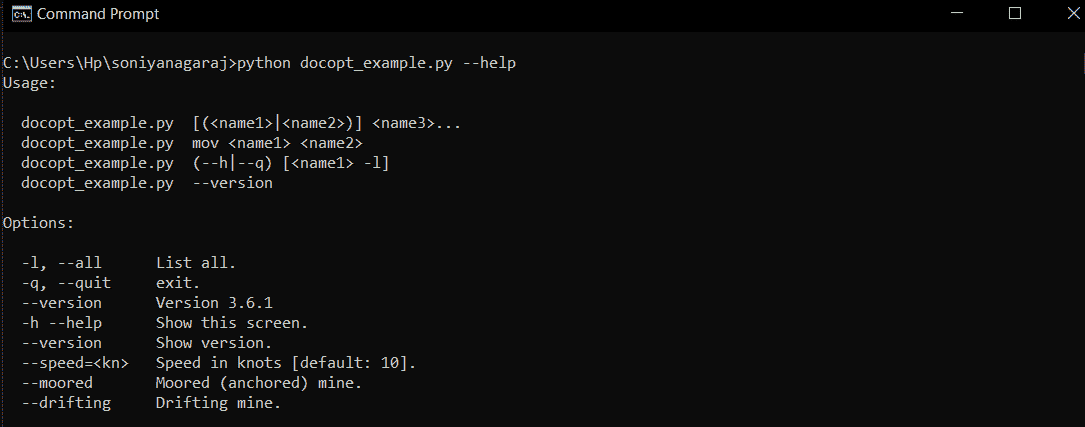 Command Prompt
C:\Users\Hp\soniyanagaraj>python docopt_example.py --help
Usage:
docopt_example.py  [(<name1>|<name2>)] <name3>...
docopt_example.py  mov <name1> <name2>
docopt_example.py  (--h|--q) [<name1> -l]
docopt_example.py  --version
Options:
-l, --all      List all.
-q, --quit     exit.
--version      Version 3.6.1
-h --help      Show this screen.
--version      Show version.
--speed=<kn>   Speed in knots [default: 10].
--moored       Moored (anchored) mine.
--drifting     Drifting mine.